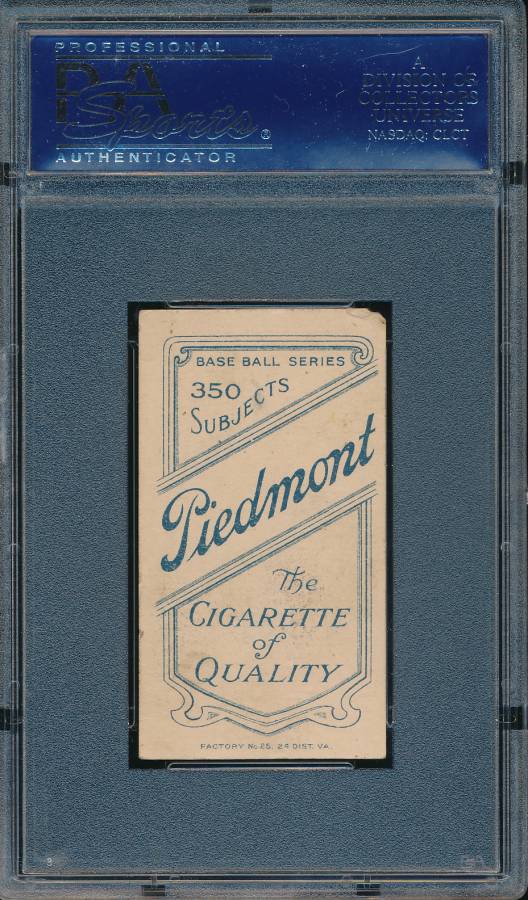 PROFESSIONAL
PSA
Sports®
AUTHENTICATOR
A
DIVISION OF
COLLECTORS
UNIVERSE
NASDAQ: CLCT
BASE BALL SERIES
350
SUBJECTS
Piedmont
The
CIGARETTE
of
QUALITY
FACTORY No. 25, 2D DIST. VA.